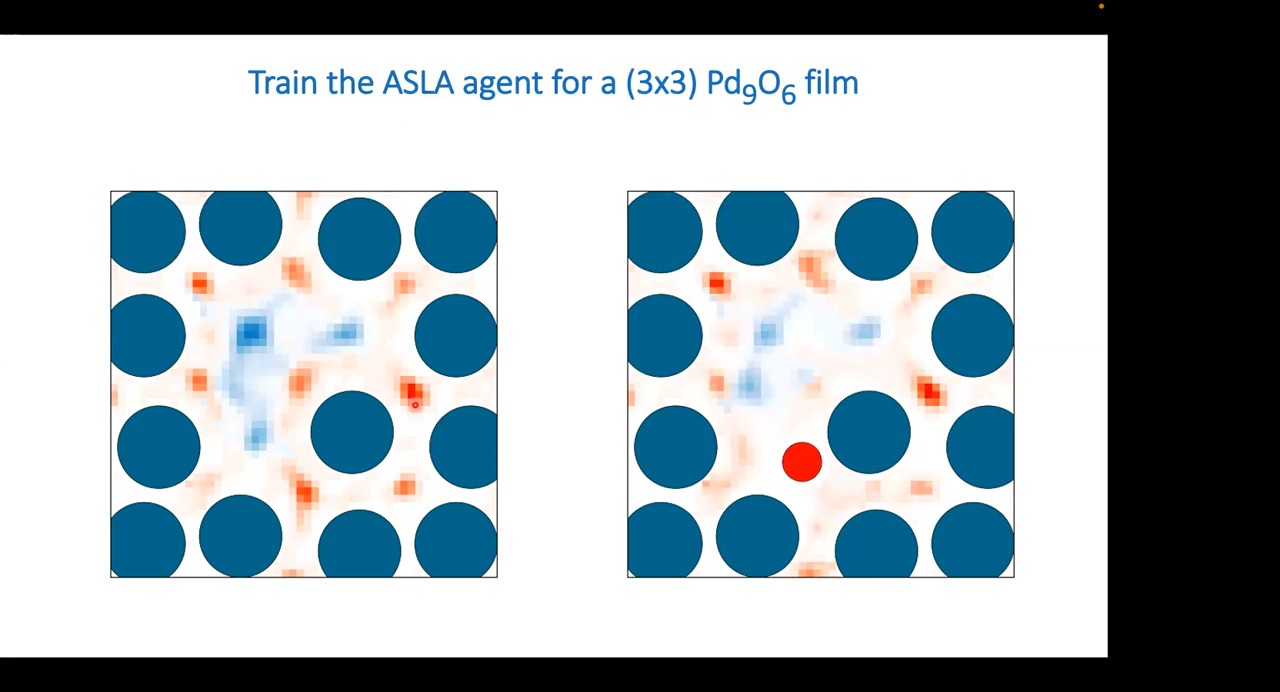 Train the ASLA agent for a (3x3) Pd₉O₆ film